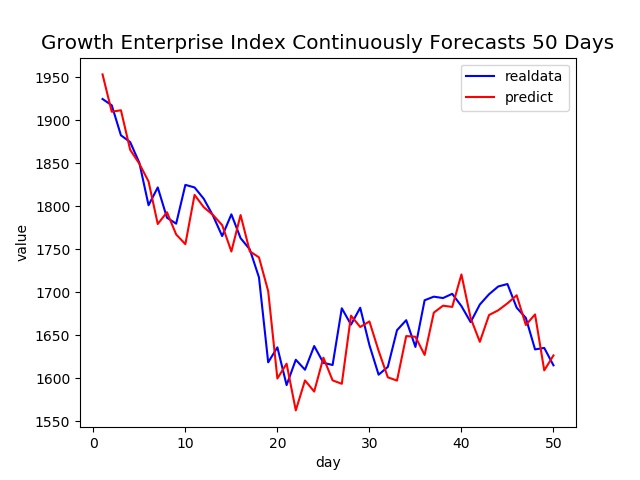 Growth Enterprise Index Continuously Forecasts 50 Days
realdata
predict
value
1950
1900
1850
1800
1750
1700
1650
1600
1550
0 10 20 30 40 50
day